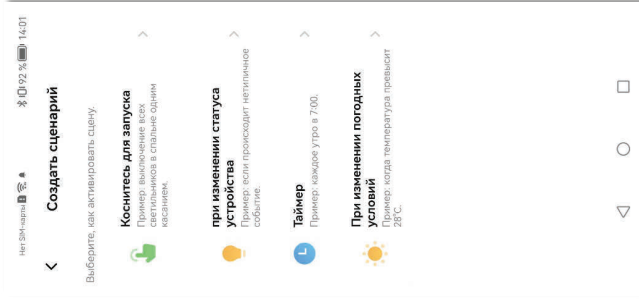 Нет SIM-карты
92 % 14:01
Создать сценарий
Выберите, как активировать сцену.
Коснитесь для запуска
Пример: выключение всех
светильников в спальне одним
касанием.
при изменении статуса
устройства
Пример: если происходит нетипичное
событие.
Таймер
Пример: каждое утро в 7:00.
При изменении погодных
условий
Пример: когда температура превысит
28°C.